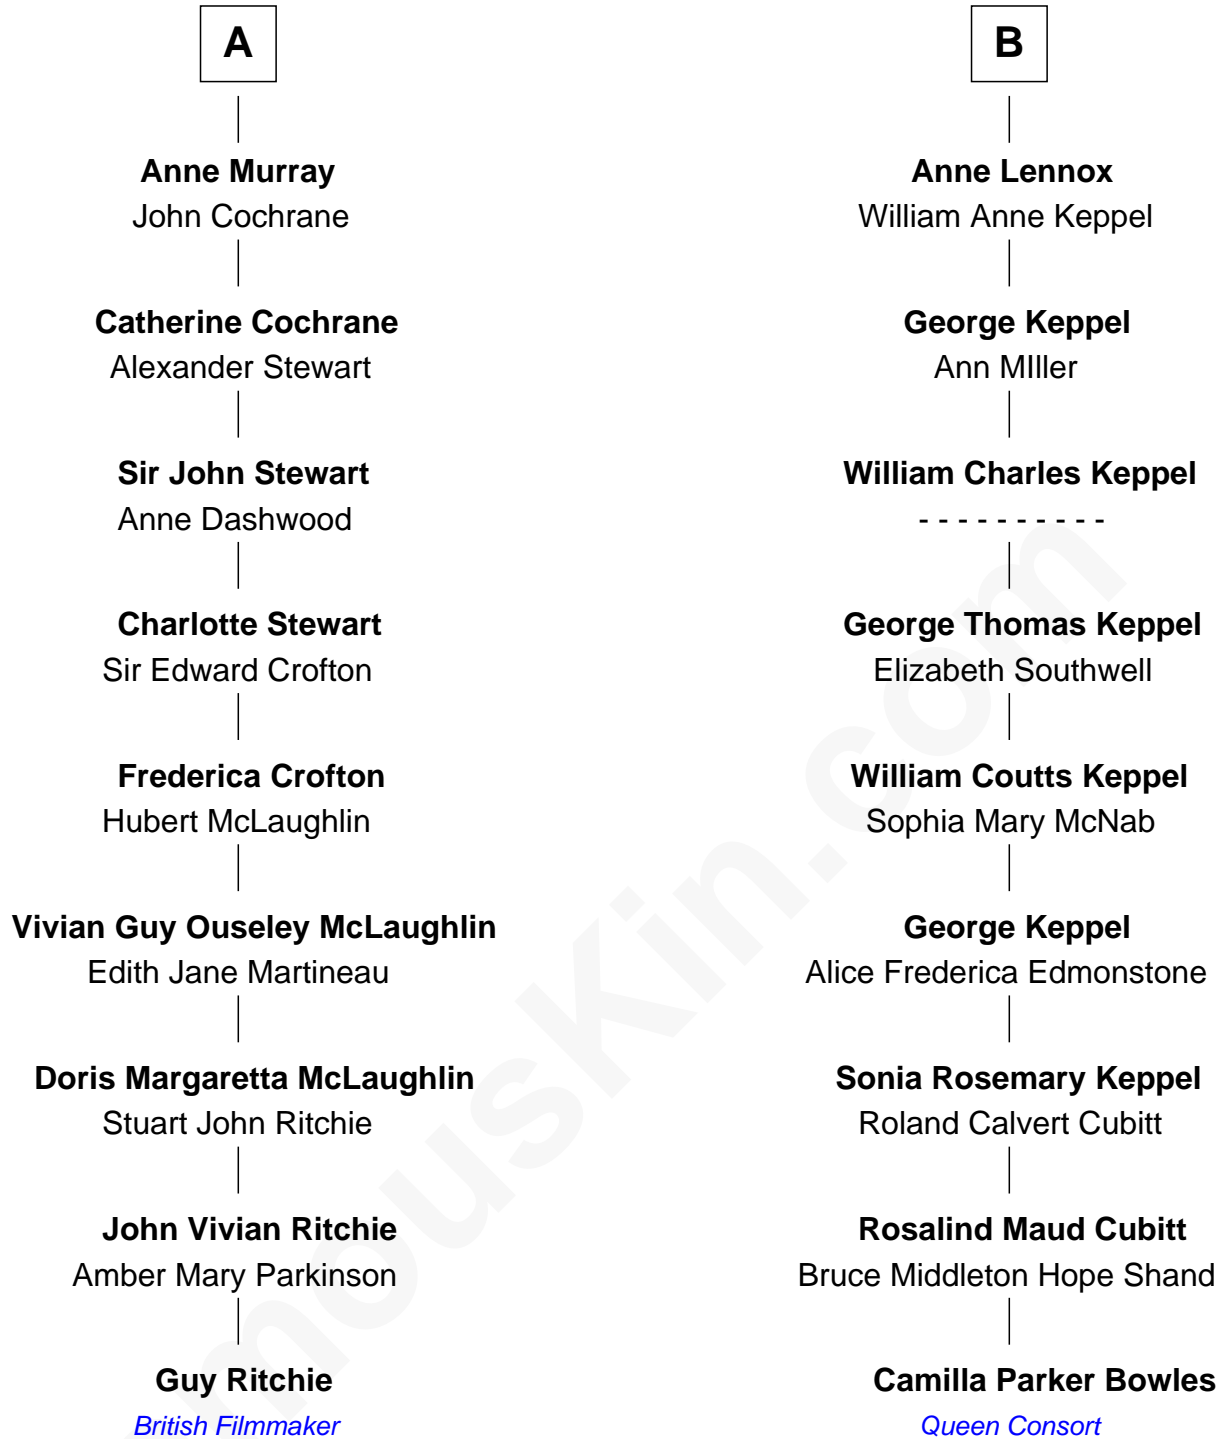 A
Anne Murray
John Cochrane
Catherine Cochrane
Alexander Stewart
Sir John Stewart
Anne Dashwood
Charlotte Stewart
Sir Edward Crofton
Frederica Crofton
Hubert McLaughlin
Vivian Guy Ouseley McLaughlin
Edith Jane Martineau
Doris Margaretta McLaughlin
Stuart John Ritchie
John Vivian Ritchie
Amber Mary Parkinson
Guy Ritchie
British Filmmaker
B
Anne Lennox
William Anne Keppel
George Keppel
Ann MIller
William Charles Keppel
- - - - - - - - - -
George Thomas Keppel
Elizabeth Southwell
William Coutts Keppel
Sophia Mary McNab
George Keppel
Alice Frederica Edmonstone
Sonia Rosemary Keppel
Roland Calvert Cubitt
Rosalind Maud Cubitt
Bruce Middleton Hope Shand
Camilla Parker Bowles
Queen Consort
mousKin.com